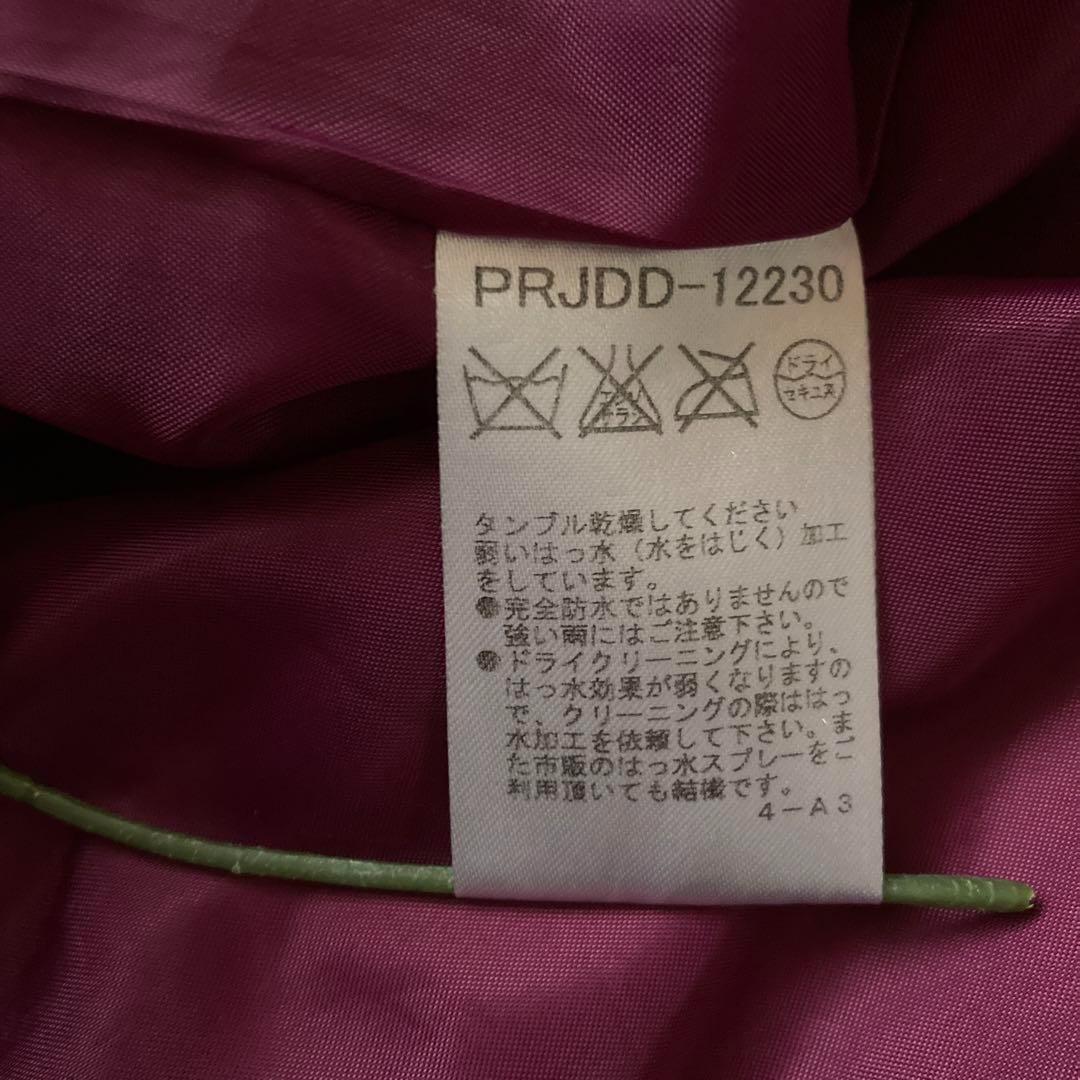 PRJDD-12230
エンソサラシ
ドライ
セキユ系
タンブル乾燥してください
弱いはっ水（水をはじく）加工
をしています。
●完全防水ではありませんので
強い雨にはご注意下さい。
●ドライクリーニングにより、
はっ水効果が弱くなりますの
で、クリーニングの際ははっ
水加工を依頼して下さい。ま
た市販のはっ水スプレーをご
利用頂いても結構です。
4-A3